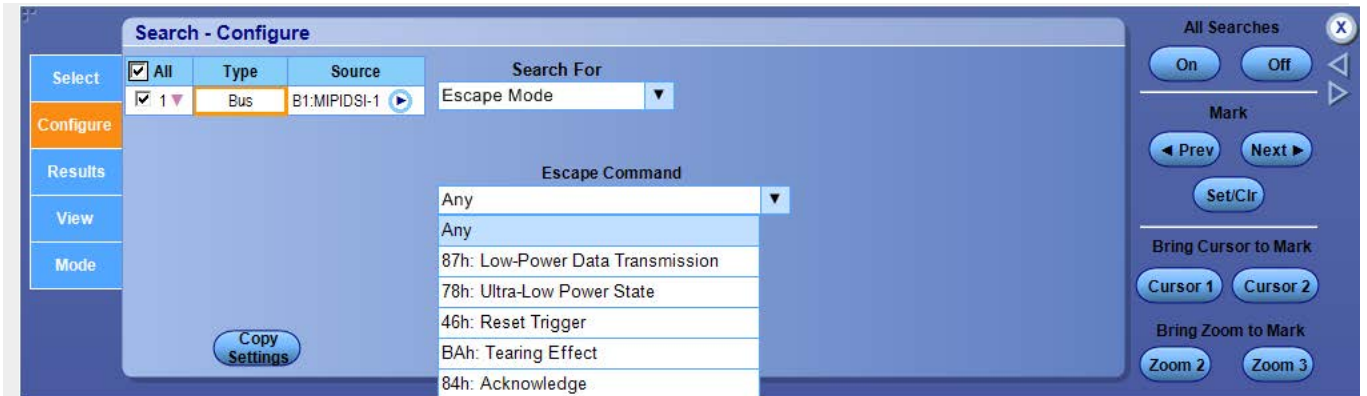 Search - Configure
Select
Configure
Results
View
Mode
All Type Source
1 Bus B1:MIPIDSI-1
Copy
Settings
Search For
Escape Mode
Escape Command
Any
Any
87h: Low-Power Data Transmission
78h: Ultra-Low Power State
46h: Reset Trigger
BAh: Tearing Effect
84h: Acknowledge
All Searches
X
On Off
Mark
◄ Prev Next ►
Set/Clr
Bring Cursor to Mark
Cursor 1 Cursor 2
Bring Zoom to Mark
Zoom 2 Zoom 3